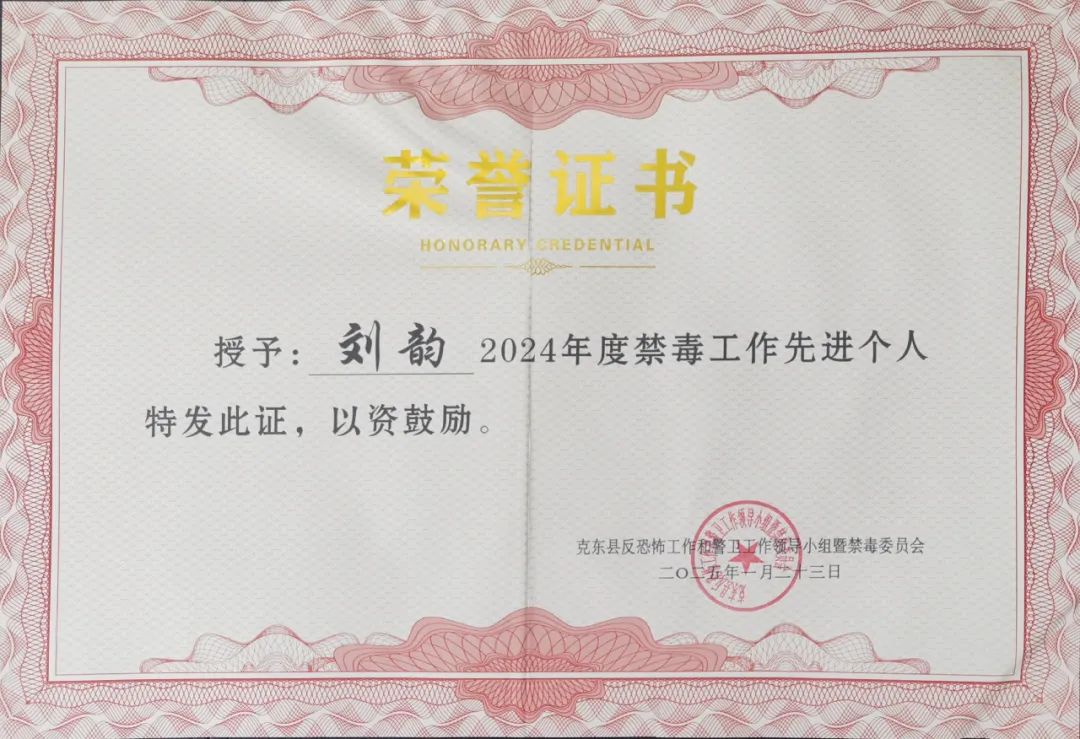 荣誉证书
HONORARY CREDENTIAL
授予：刘韵 2024年度禁毒工作先进个人
特发此证，以资鼓励。
克东县反恐怖工作和警卫工作领导小组暨禁毒委员会
二〇二五年一月二十三日